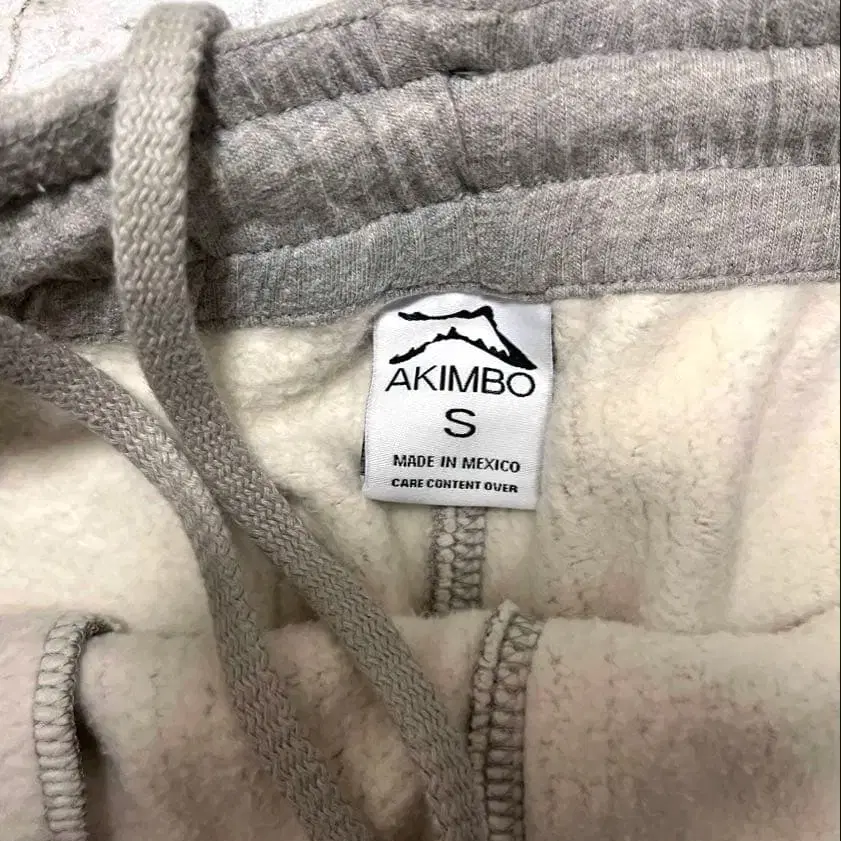 AKIMBO
S
MADE IN MEXICO
CARE CONTENT OVER